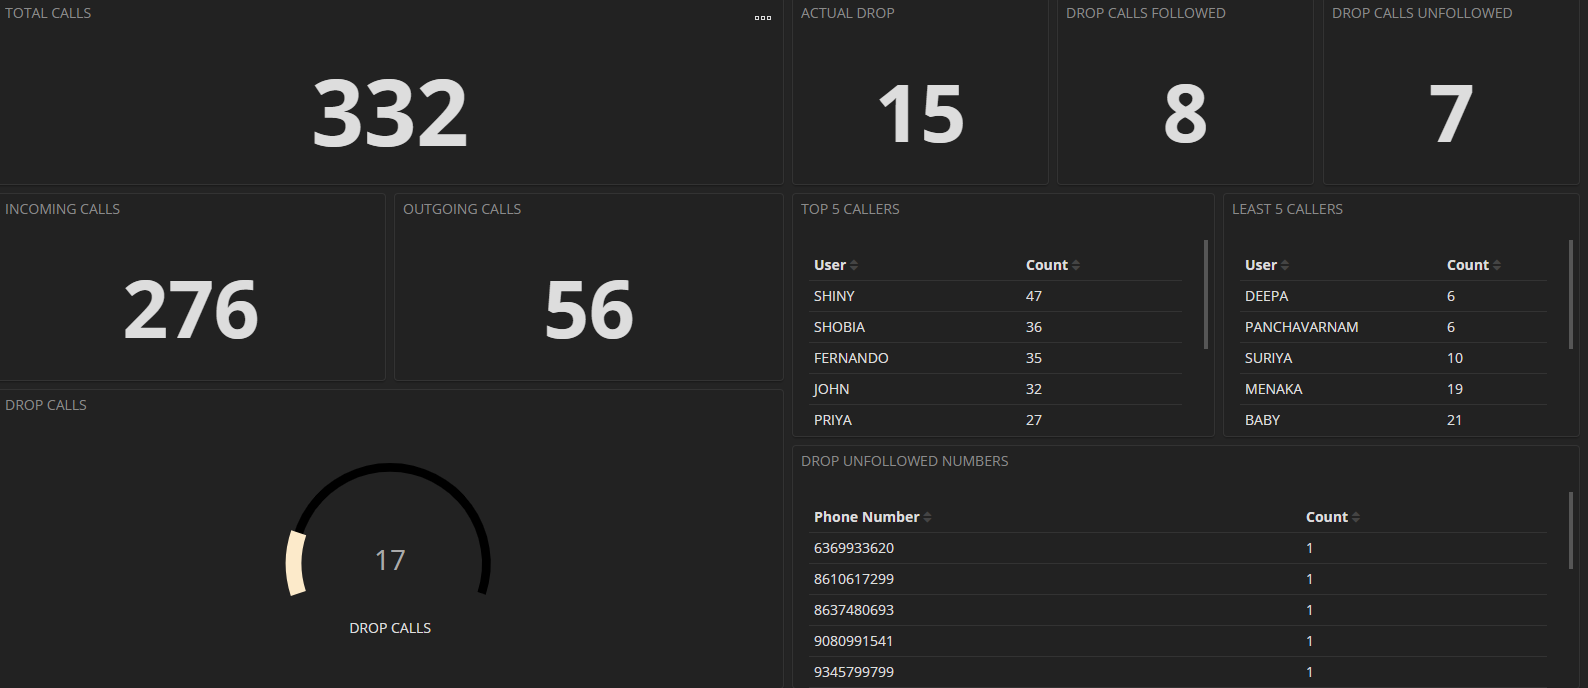 TOTAL CALLS
332
ACTUAL DROP
15
DROP CALLS FOLLOWED
8
DROP CALLS UNFOLLOWED
7
INCOMING CALLS
276
OUTGOING CALLS
56
TOP 5 CALLERS
User Count
SHINY 47
SHOBIA 36
FERNANDO 35
JOHN 32
PRIYA 27
LEAST 5 CALLERS
User Count
DEEPA 6
PANCHAVARNAM 6
SURIYA 10
MENAKA 19
BABY 21
DROP CALLS
17
DROP CALLS
DROP UNFOLLOWED NUMBERS
Phone Number Count
6369933620 1
8610617299 1
8637480693 1
9080991541 1
9345799799 1